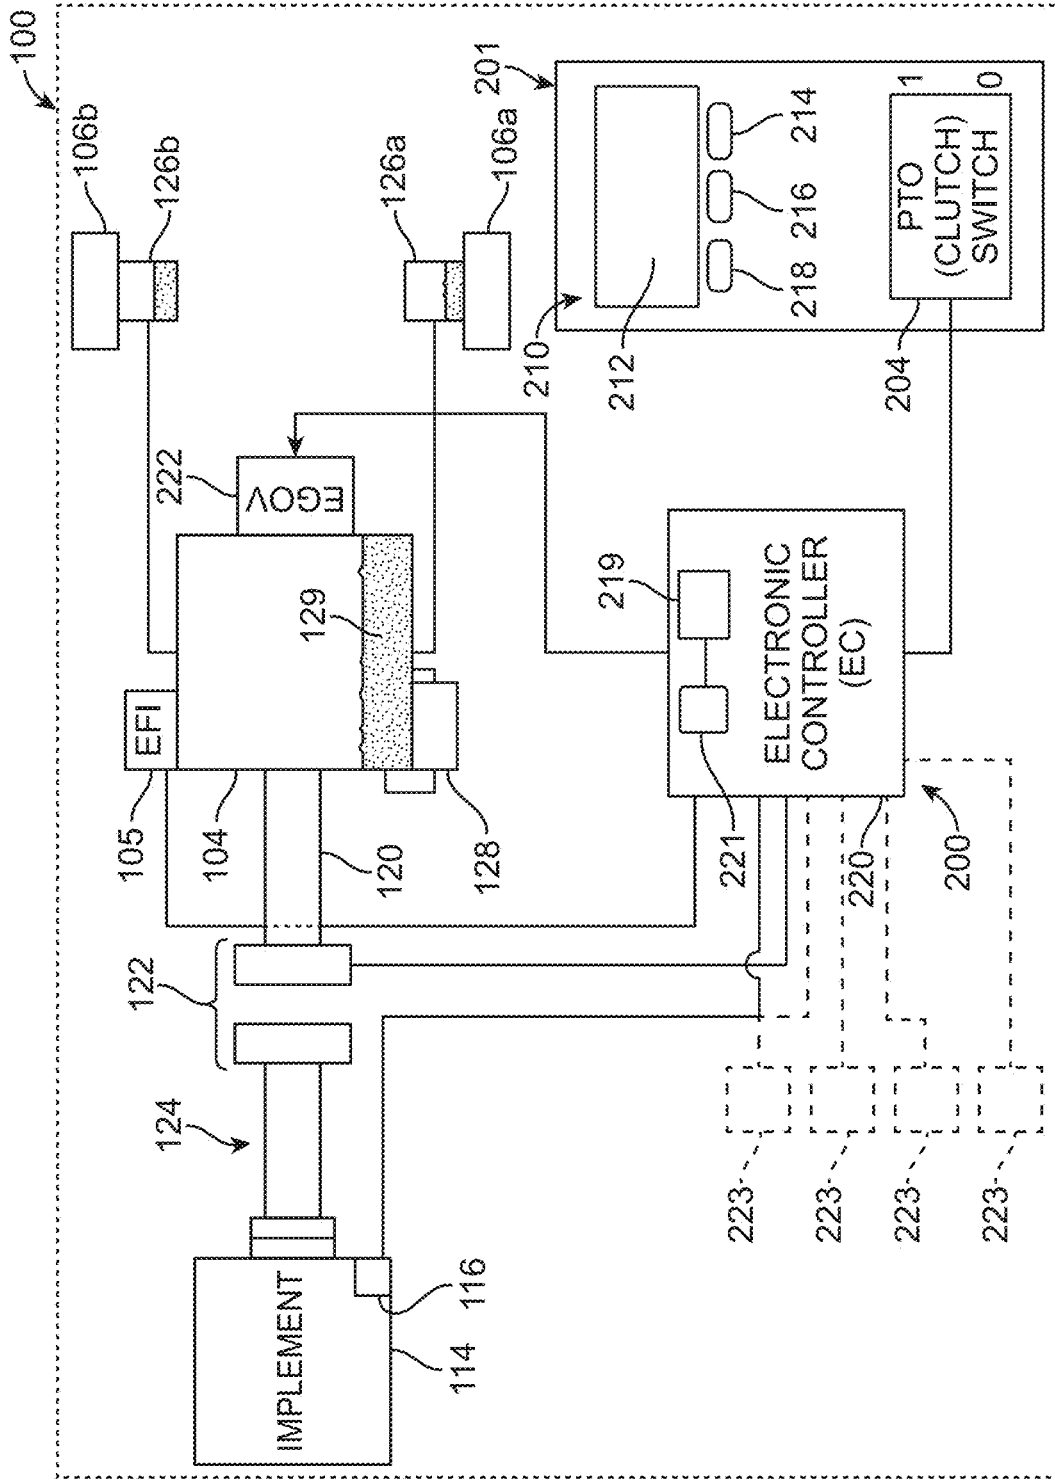 100
106b
122
105
EFI
126b
124
222
104
IMPLEMENT
EGOV
129
120
126a
114
116
128
106a
201
210
219
212
221
223
218
216
214
ELECTRONIC
CONTROLLER
(EC)
223
220
204
PTO
(CLUTCH)
SWITCH
1
0
223
200
223